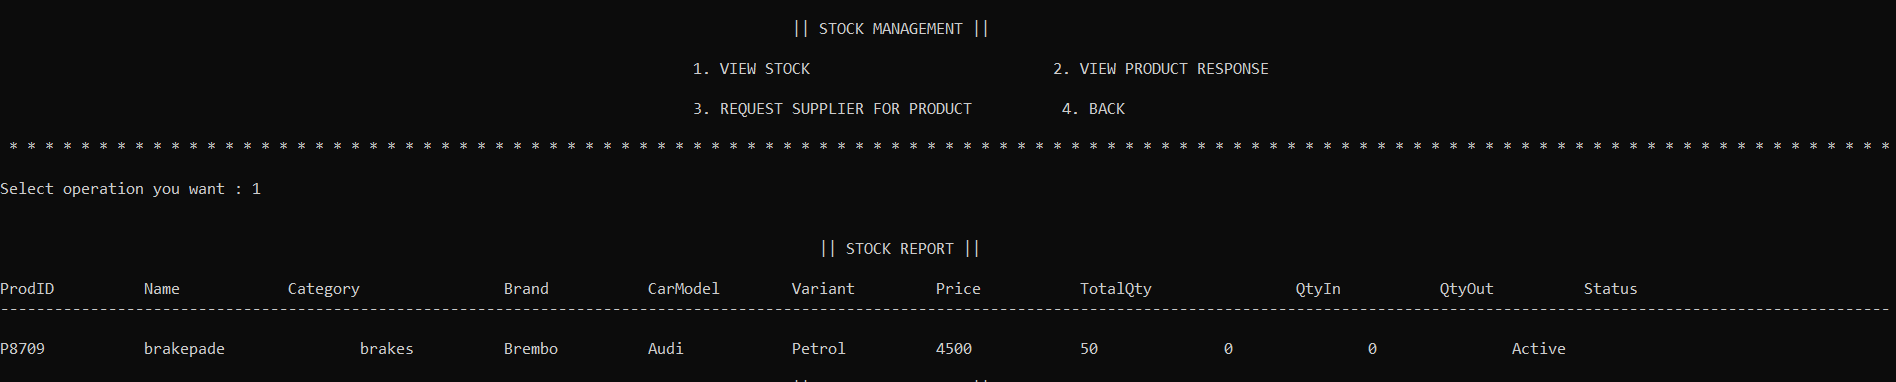 || STOCK MANAGEMENT ||
1. VIEW STOCK 2. VIEW PRODUCT RESPONSE
3. REQUEST SUPPLIER FOR PRODUCT 4. BACK
* * * * * * * * * * * * * * * * * * * * * * * * * * * * * * * * * * * * * * * * * * * * * * * * * * * * * * * * * * * * * * * * * * * * * * * * * * * * * * * * * * * * * * * * * * * * * * * * * * * * * * * * *
Select operation you want : 1
|| STOCK REPORT ||
ProdID Name Category Brand CarModel Variant Price TotalQty QtyIn QtyOut Status
------------------------------------------------------------------------------------------------------------------------------------------------------------------------------------------------------------------
P8709 brakepade brakes Brembo Audi Petrol 4500 50 0 0 Active